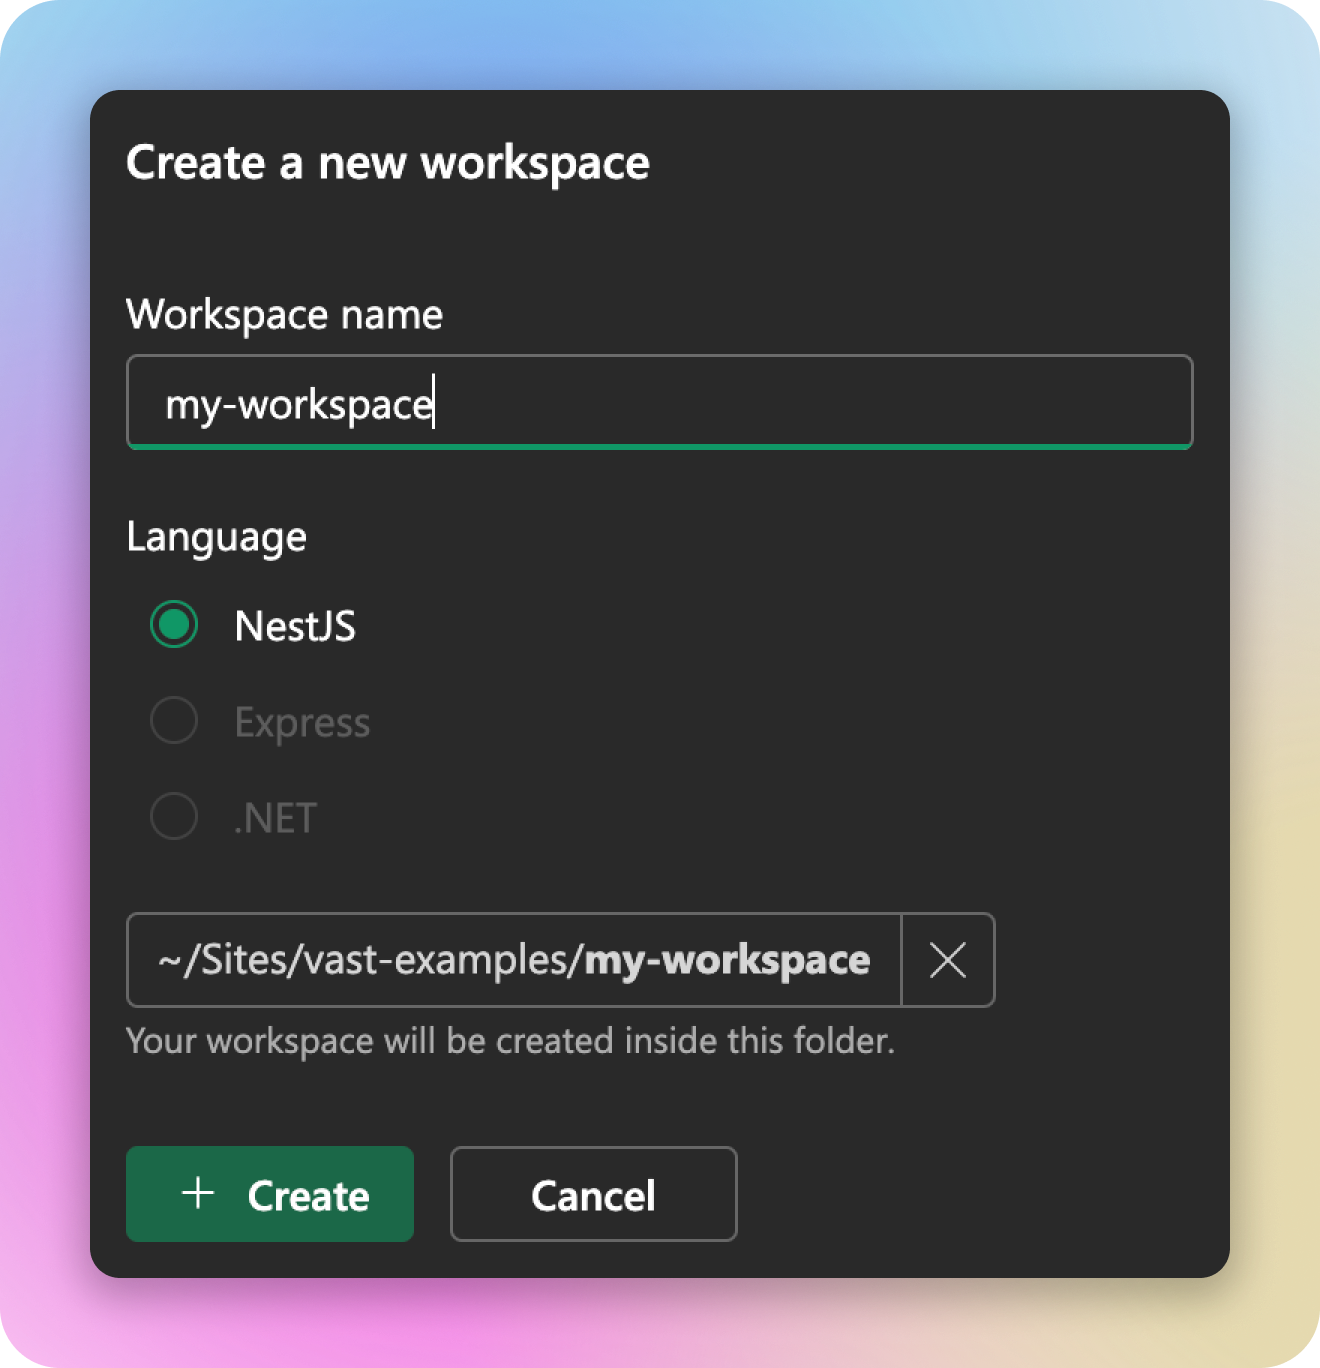 Create a new workspace
Workspace name
my-workspace
Language
NestJS
Express
.NET
~/Sites/vast-examples/my-workspace
Your workspace will be created inside this folder.
Create
Cancel